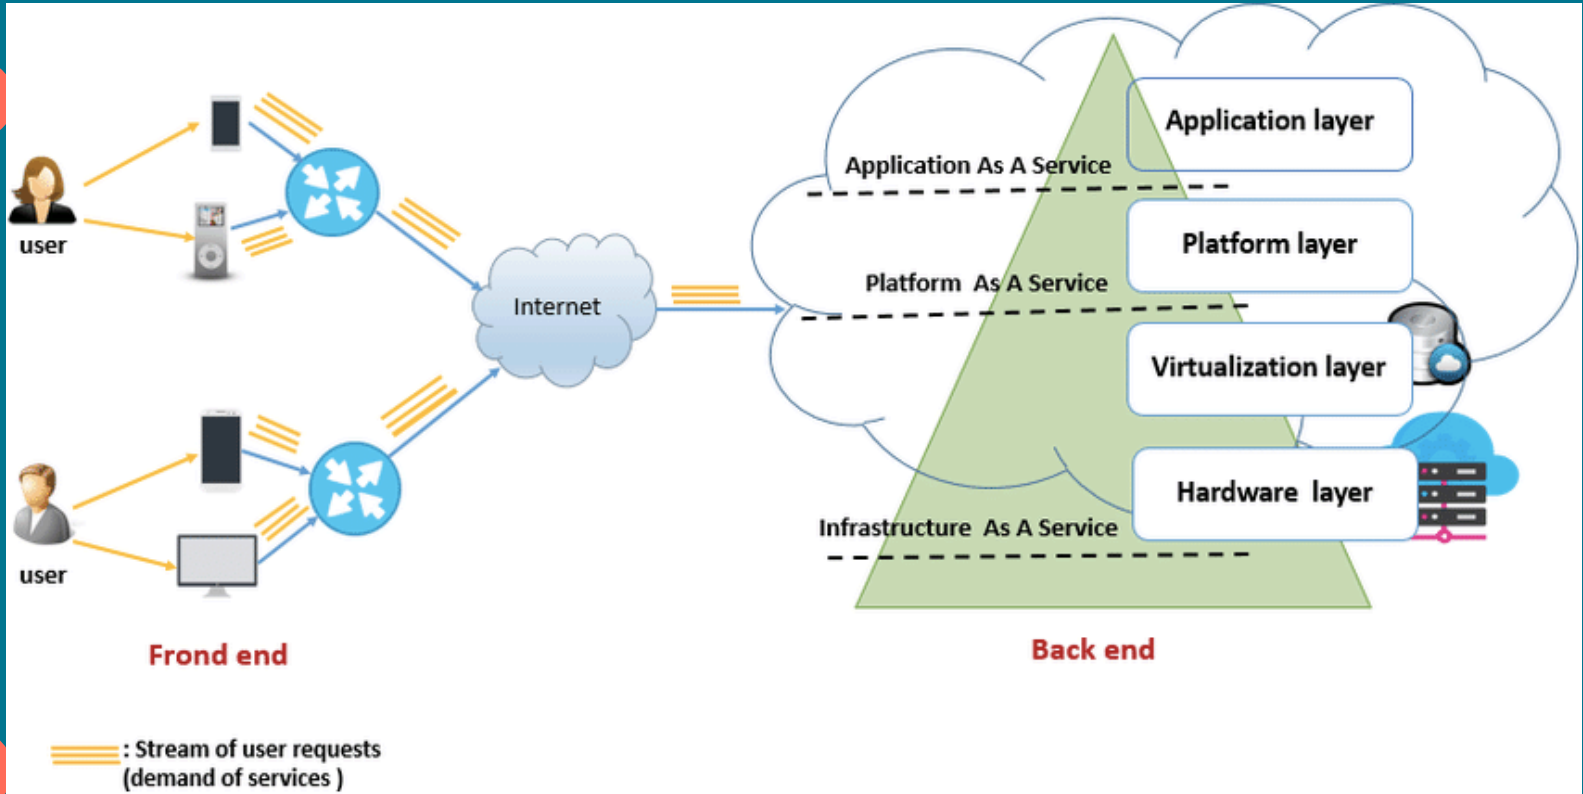 user
user
Frond end
: Stream of user requests
(demand of services )
Internet
Application As A Service
Application layer
Platform As A Service
Platform layer
Virtualization layer
Infrastructure As A Service
Hardware layer
Back end